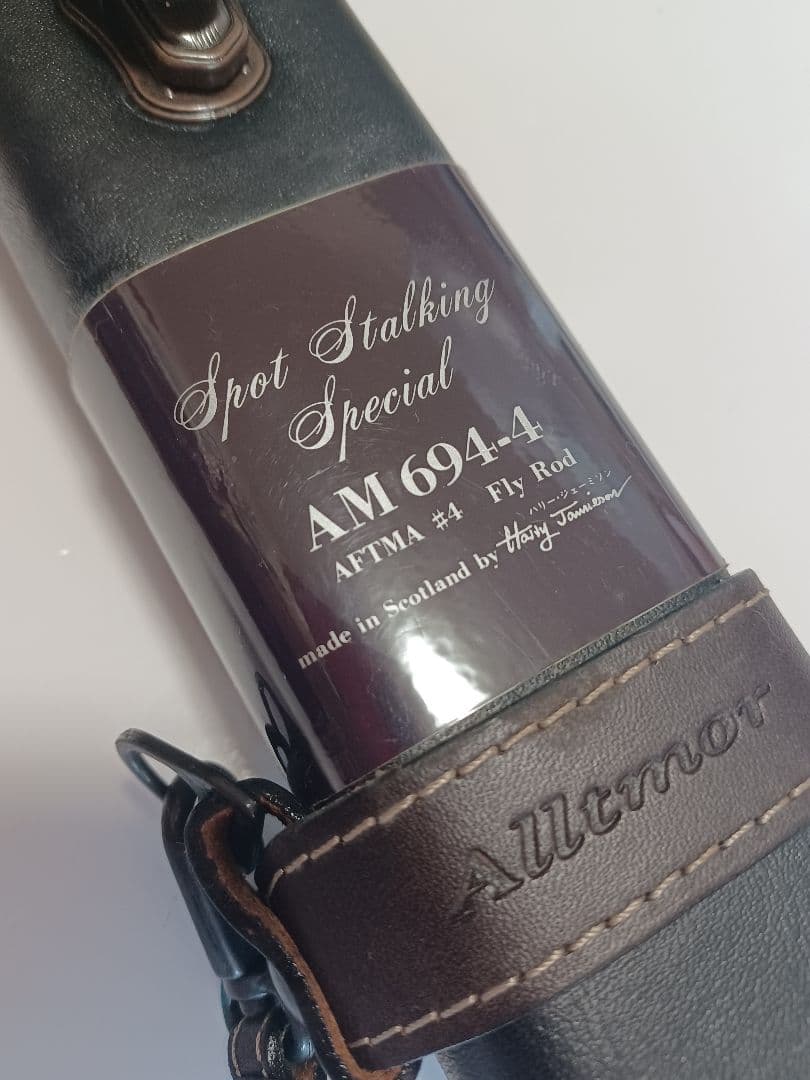 Spot Stalking
Special
AM 694-4
AFTMA #4 Fly Rod
ハリー・ジェーミソン
made in Scotland by Harry Jamieson
Alltmor